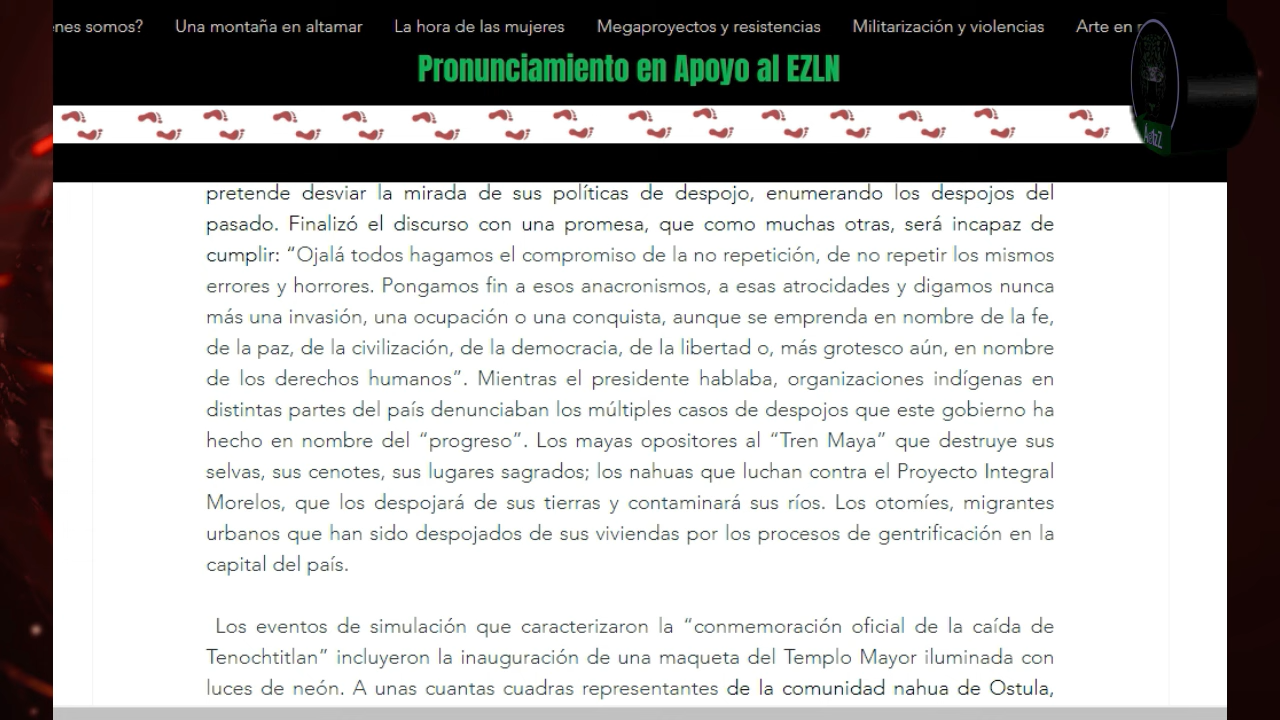 nes somos? Una montaña en altamar La hora de las mujeres Megaproyectos y resistencias Militarización y violencias Arte en
Pronunciamiento en Apoyo al EZLN
pretende desviar la mirada de sus políticas de despojo, enumerando los despojos del
pasado. Finalizó el discurso con una promesa, que como muchas otras, será incapaz de
cumplir: “Ojalá todos hagamos el compromiso de la no repetición, de no repetir los mismos
errores y horrores. Pongamos fin a esos anacronismos, a esas atrocidades y digamos nunca
más una invasión, una ocupación o una conquista, aunque se emprenda en nombre de la fe,
de la paz, de la civilización, de la democracia, de la libertad o, más grotesco aún, en nombre
de los derechos humanos”. Mientras el presidente hablaba, organizaciones indígenas en
distintas partes del país denunciaban los múltiples casos de despojos que este gobierno ha
hecho en nombre del “progreso”. Los mayas opositores al “Tren Maya” que destruye sus
selvas, sus cenotes, sus lugares sagrados; los nahuas que luchan contra el Proyecto Integral
Morelos, que los despojará de sus tierras y contaminará sus ríos. Los otomíes, migrantes
urbanos que han sido despojados de sus viviendas por los procesos de gentrificación en la
capital del país.
Los eventos de simulación que caracterizaron la “conmemoración oficial de la caída de
Tenochtitlan” incluyeron la inauguración de una maqueta del Templo Mayor iluminada con
luces de neón. A unas cuantas cuadras representantes de la comunidad nahua de Ostula,